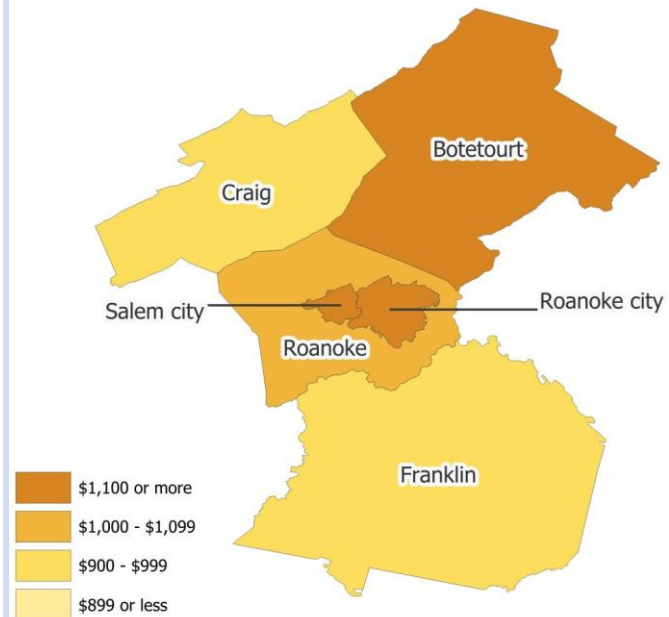 Botetourt
Craig
Salem city
Roanoke city
Roanoke
Franklin
$1,100 or more
$1,000 - $1,099
$900 - $999
$899 or less